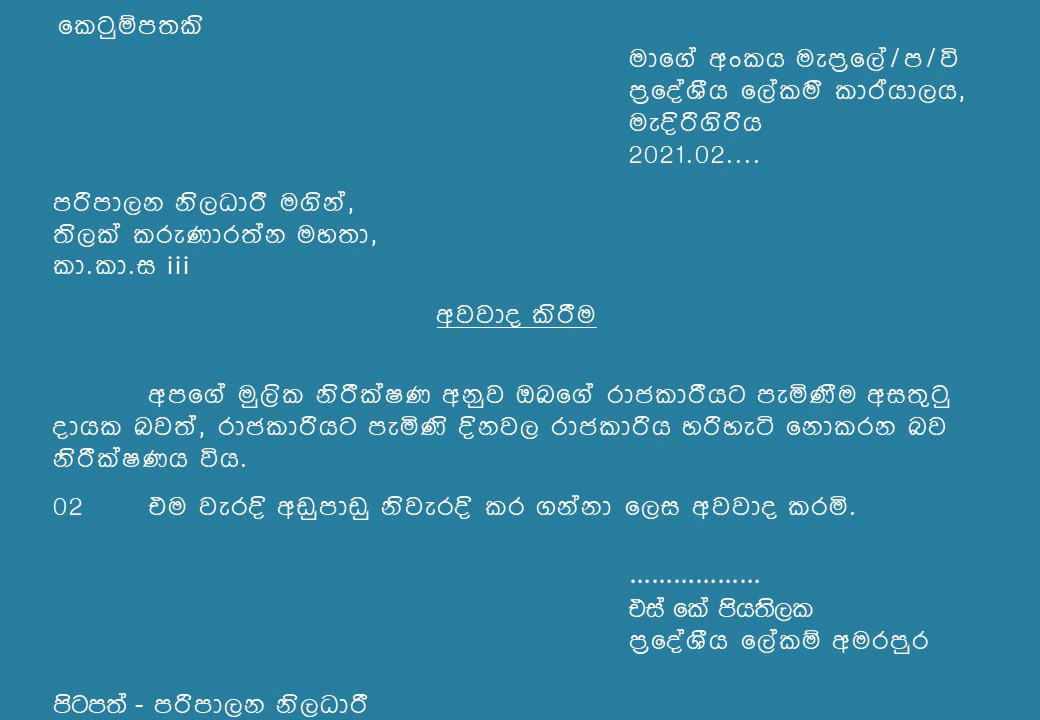 කෙටුම්පතකි
මාගේ අංකය මැප්‍රලේ/ප/වි
ප්‍රදේශීය ලේකම් කාර්යාලය,
මැදිරිගිරිය
2021.02....
පරිපාලන නිලධාරී මගින්,
තිලක් කරුණාරත්න මහතා,
කා.කා.ස iii
අවවාද කිරීම
අපගේ මුලික නිරීක්ෂණ අනුව ඔබගේ රාජකාරියට පැමිණීම අසතුටු
දායක බවත්, රාජකාරියට පැමිණි දිනවල රාජකාරිය හරිහැටි නොකරන බව
නිරීක්ෂණය විය.
02 එම වැරදි අඩුපාඩු නිවැරදි කර ගන්නා ලෙස අවවාද කරමි.
..................
එස් කේ පියතිලක
ප්‍රදේශීය ලේකම් අමරපුර
පිටපත් - පරිපාලන නිලධාරී